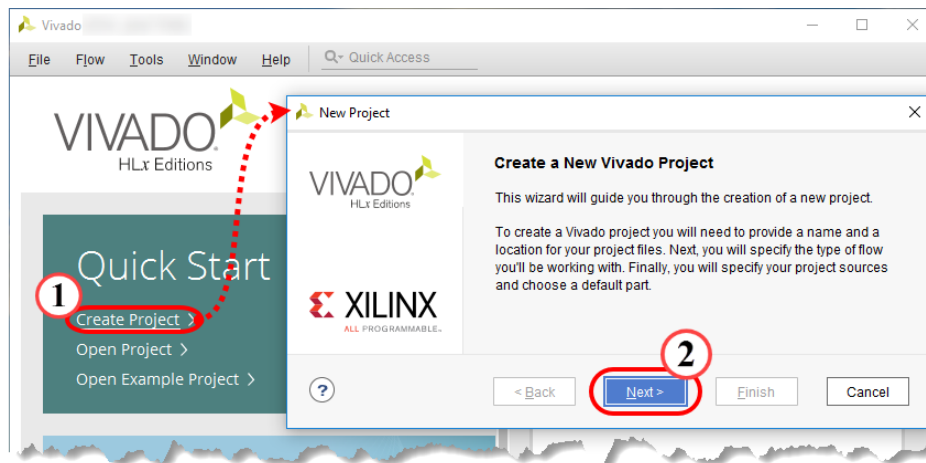 Vivado
File Flow Tools Window Help Quick Access
VIVADO.
HLx Editions
Quick Start
1
Create Project >
Open Project >
Open Example Project >
New Project
VIVADO.
HLx Editions
XILINX
ALL PROGRAMMABLE.
Create a New Vivado Project
This wizard will guide you through the creation of a new project.
To create a Vivado project you will need to provide a name and a
location for your project files. Next, you will specify the type of flow
you'll be working with. Finally, you will specify your project sources
and choose a default part.
2
? < Back Next > Finish Cancel